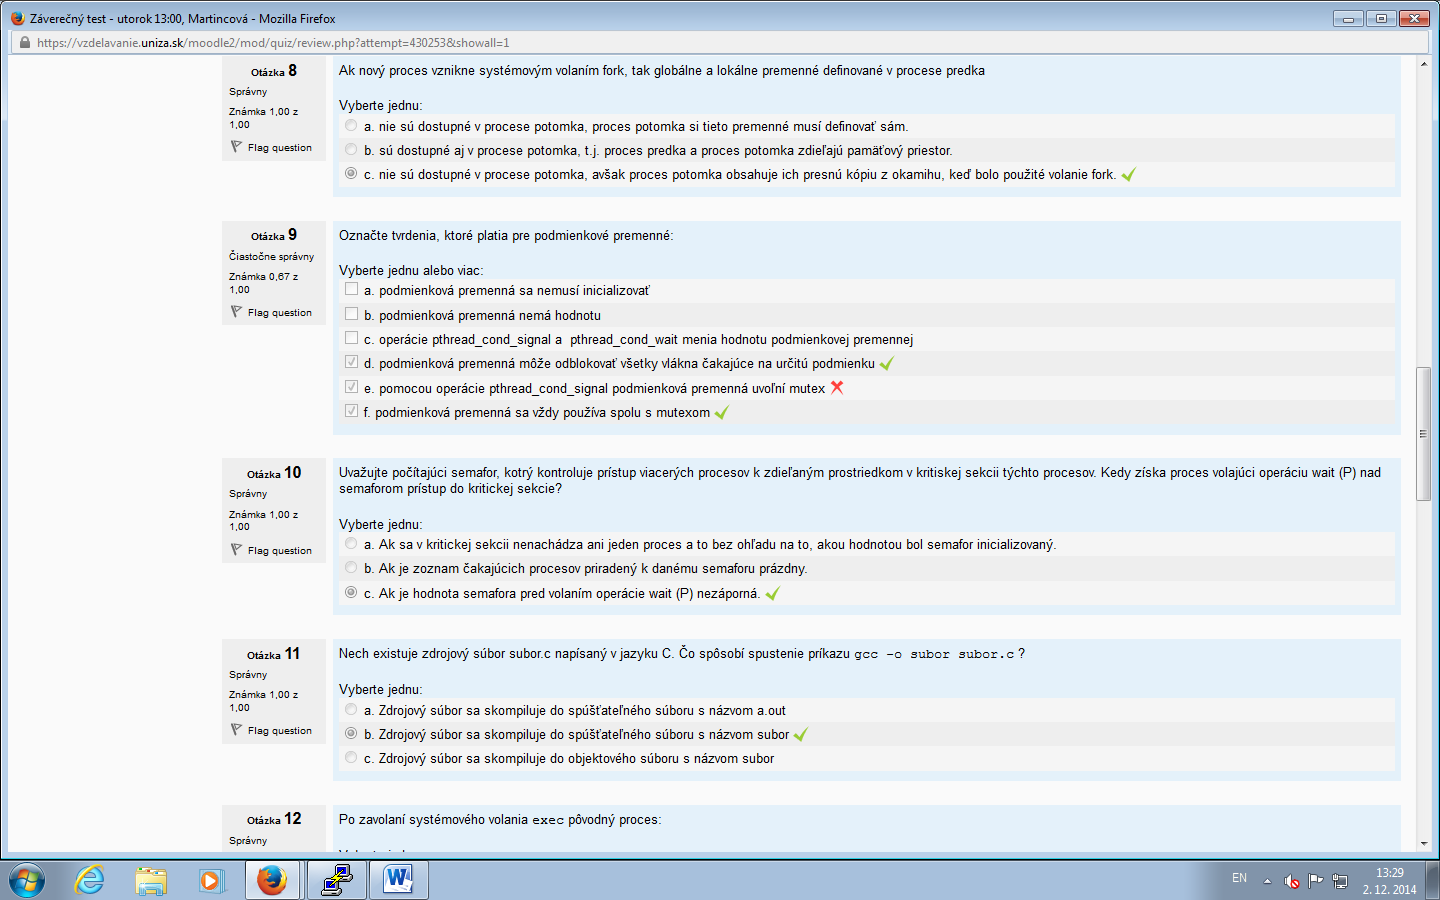 Záverečný test - utorok 13:00, Martincová - Mozilla Firefox
https://vzdelavanie.uniza.sk/moodle2/mod/quiz/review.php?attempt=430253&showall=1
Otázka 8
Správny
Známka 1,00 z
1,00
Flag question
Ak nový proces vznikne systémovým volaním fork, tak globálne a lokálne premenné definované v procese predka
Vyberte jednu:
a. nie sú dostupné v procese potomka, proces potomka si tieto premenné musí definovať sám.
b. sú dostupné aj v procese potomka, t.j. proces predka a proces potomka zdieľajú pamäťový priestor.
c. nie sú dostupné v procese potomka, avšak proces potomka obsahuje ich presnú kópiu z okamihu, keď bolo použité volanie fork.
Otázka 9
Čiastočne správny
Známka 0,67 z
1,00
Flag question
Označte tvrdenia, ktoré platia pre podmienkové premenné:
Vyberte jednu alebo viac:
a. podmienková premenná sa nemusí inicializovať
b. podmienková premenná nemá hodnotu
c. operácie pthread_cond_signal a  pthread_cond_wait menia hodnotu podmienkovej premennej
d. podmienková premenná môže odblokovať všetky vlákna čakajúce na určitú podmienku
e. pomocou operácie pthread_cond_signal podmienková premenná uvoľní mutex
f. podmienková premenná sa vždy používa spolu s mutexom
Otázka 10
Správny
Známka 1,00 z
1,00
Flag question
Uvažujte počítajúci semafor, kotrý kontroluje prístup viacerých procesov k zdieľaným prostriedkom v kritiskej sekcii týchto procesov. Kedy získa proces volajúci operáciu wait (P) nad
semaforom prístup do kritickej sekcie?
Vyberte jednu:
a. Ak sa v kritickej sekcii nenachádza ani jeden proces a to bez ohľadu na to, akou hodnotou bol semafor inicializovaný.
b. Ak je zoznam čakajúcich procesov priradený k danému semaforu prázdny.
c. Ak je hodnota semafora pred volaním operácie wait (P) nezáporná.
Otázka 11
Správny
Známka 1,00 z
1,00
Flag question
Nech existuje zdrojový súbor subor.c napísaný v jazyku C. Čo spôsobí spustenie príkazu gcc -o subor subor.c ?
Vyberte jednu:
a. Zdrojový súbor sa skompiluje do spúšťateľného súboru s názvom a.out
b. Zdrojový súbor sa skompiluje do spúšťateľného súboru s názvom subor
c. Zdrojový súbor sa skompiluje do objektového súboru s názvom subor
Otázka 12
Správny
Po zavolaní systémového volania exec pôvodný proces:
EN
13:29
2. 12. 2014